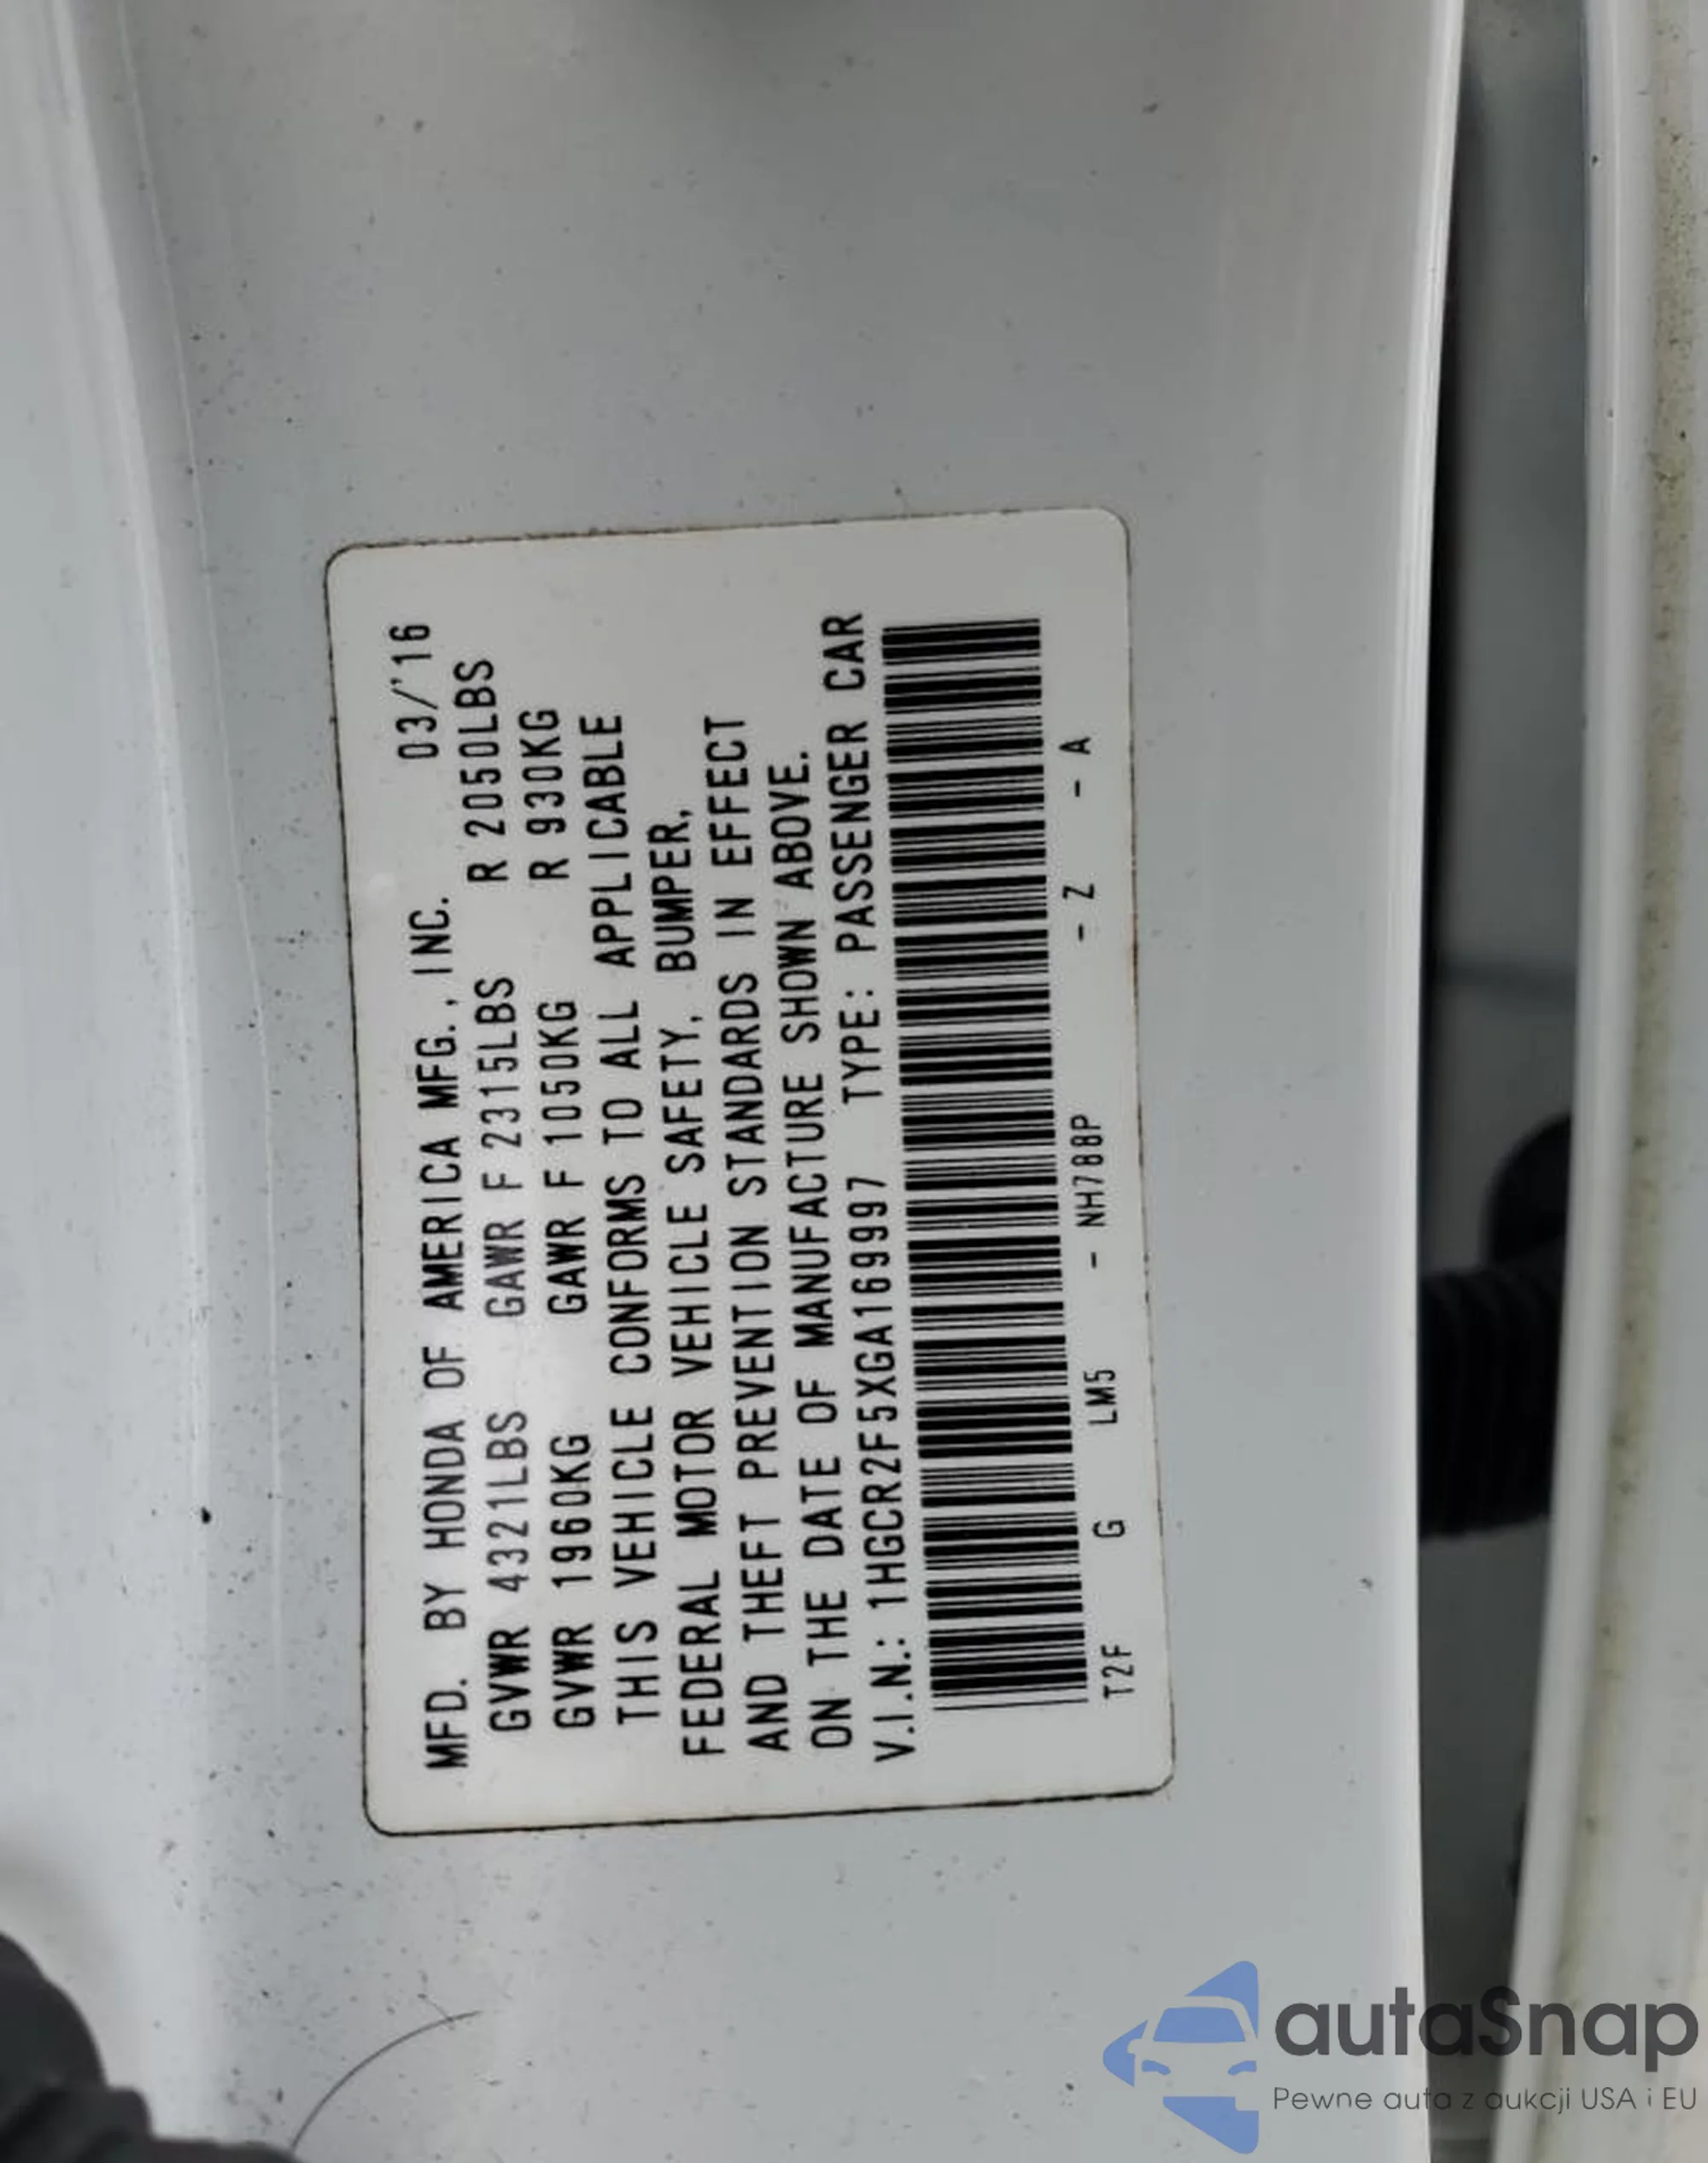 MFD. BY HONDA OF AMERICA MFG., INC. 03/'16
GVWR 4321LBS GAWR F 2315LBS R 2050LBS
GVWR 1960KG GAWR F 1050KG R 930KG
THIS VEHICLE CONFORMS TO ALL APPLICABLE
FEDERAL MOTOR VEHICLE SAFETY, BUMPER,
AND THEFT PREVENTION STANDARDS IN EFFECT
ON THE DATE OF MANUFACTURE SHOWN ABOVE.
V.I.N.: 1HGCR2F5XGA169997 TYPE: PASSENGER CAR
T2F G LM5 - NH788P - Z - A
autaSnap
Pewne auta z aukcji USA i EU